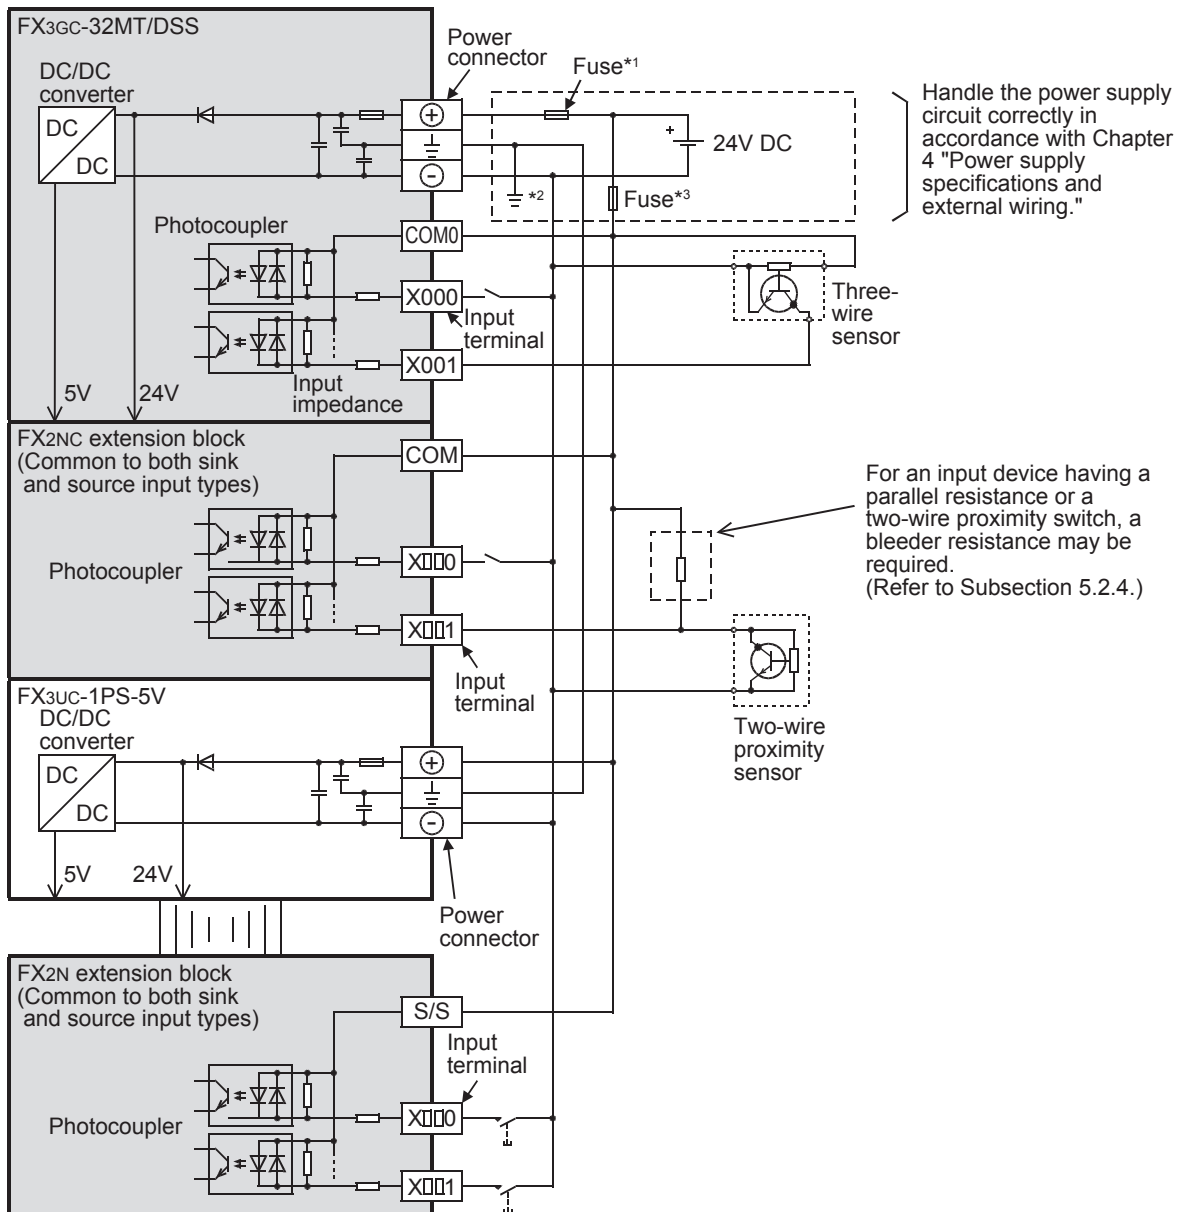 FX3GC-32MT/DSS
Power
connector
Fuse*1
DC/DC
converter
DC
DC
+
24V DC
*2
Fuse*3
Handle the power supply
circuit correctly in
accordance with Chapter
4 "Power supply
specifications and
external wiring."
Photocoupler
COM0
X000
Input
terminal
X001
Three-
wire
sensor
Input
impedance
5V
24V
FX2NC extension block
(Common to both sink
and source input types)
COM
Photocoupler
X□□0
X□□1
Input
terminal
For an input device having a
parallel resistance or a
two-wire proximity switch, a
bleeder resistance may be
required.
(Refer to Subsection 5.2.4.)
Two-wire
proximity
sensor
FX3UC-1PS-5V
DC/DC
converter
DC
DC
5V
24V
Power
connector
FX2N extension block
(Common to both sink
and source input types)
S/S
Input
terminal
Photocoupler
X□□0
X□□1